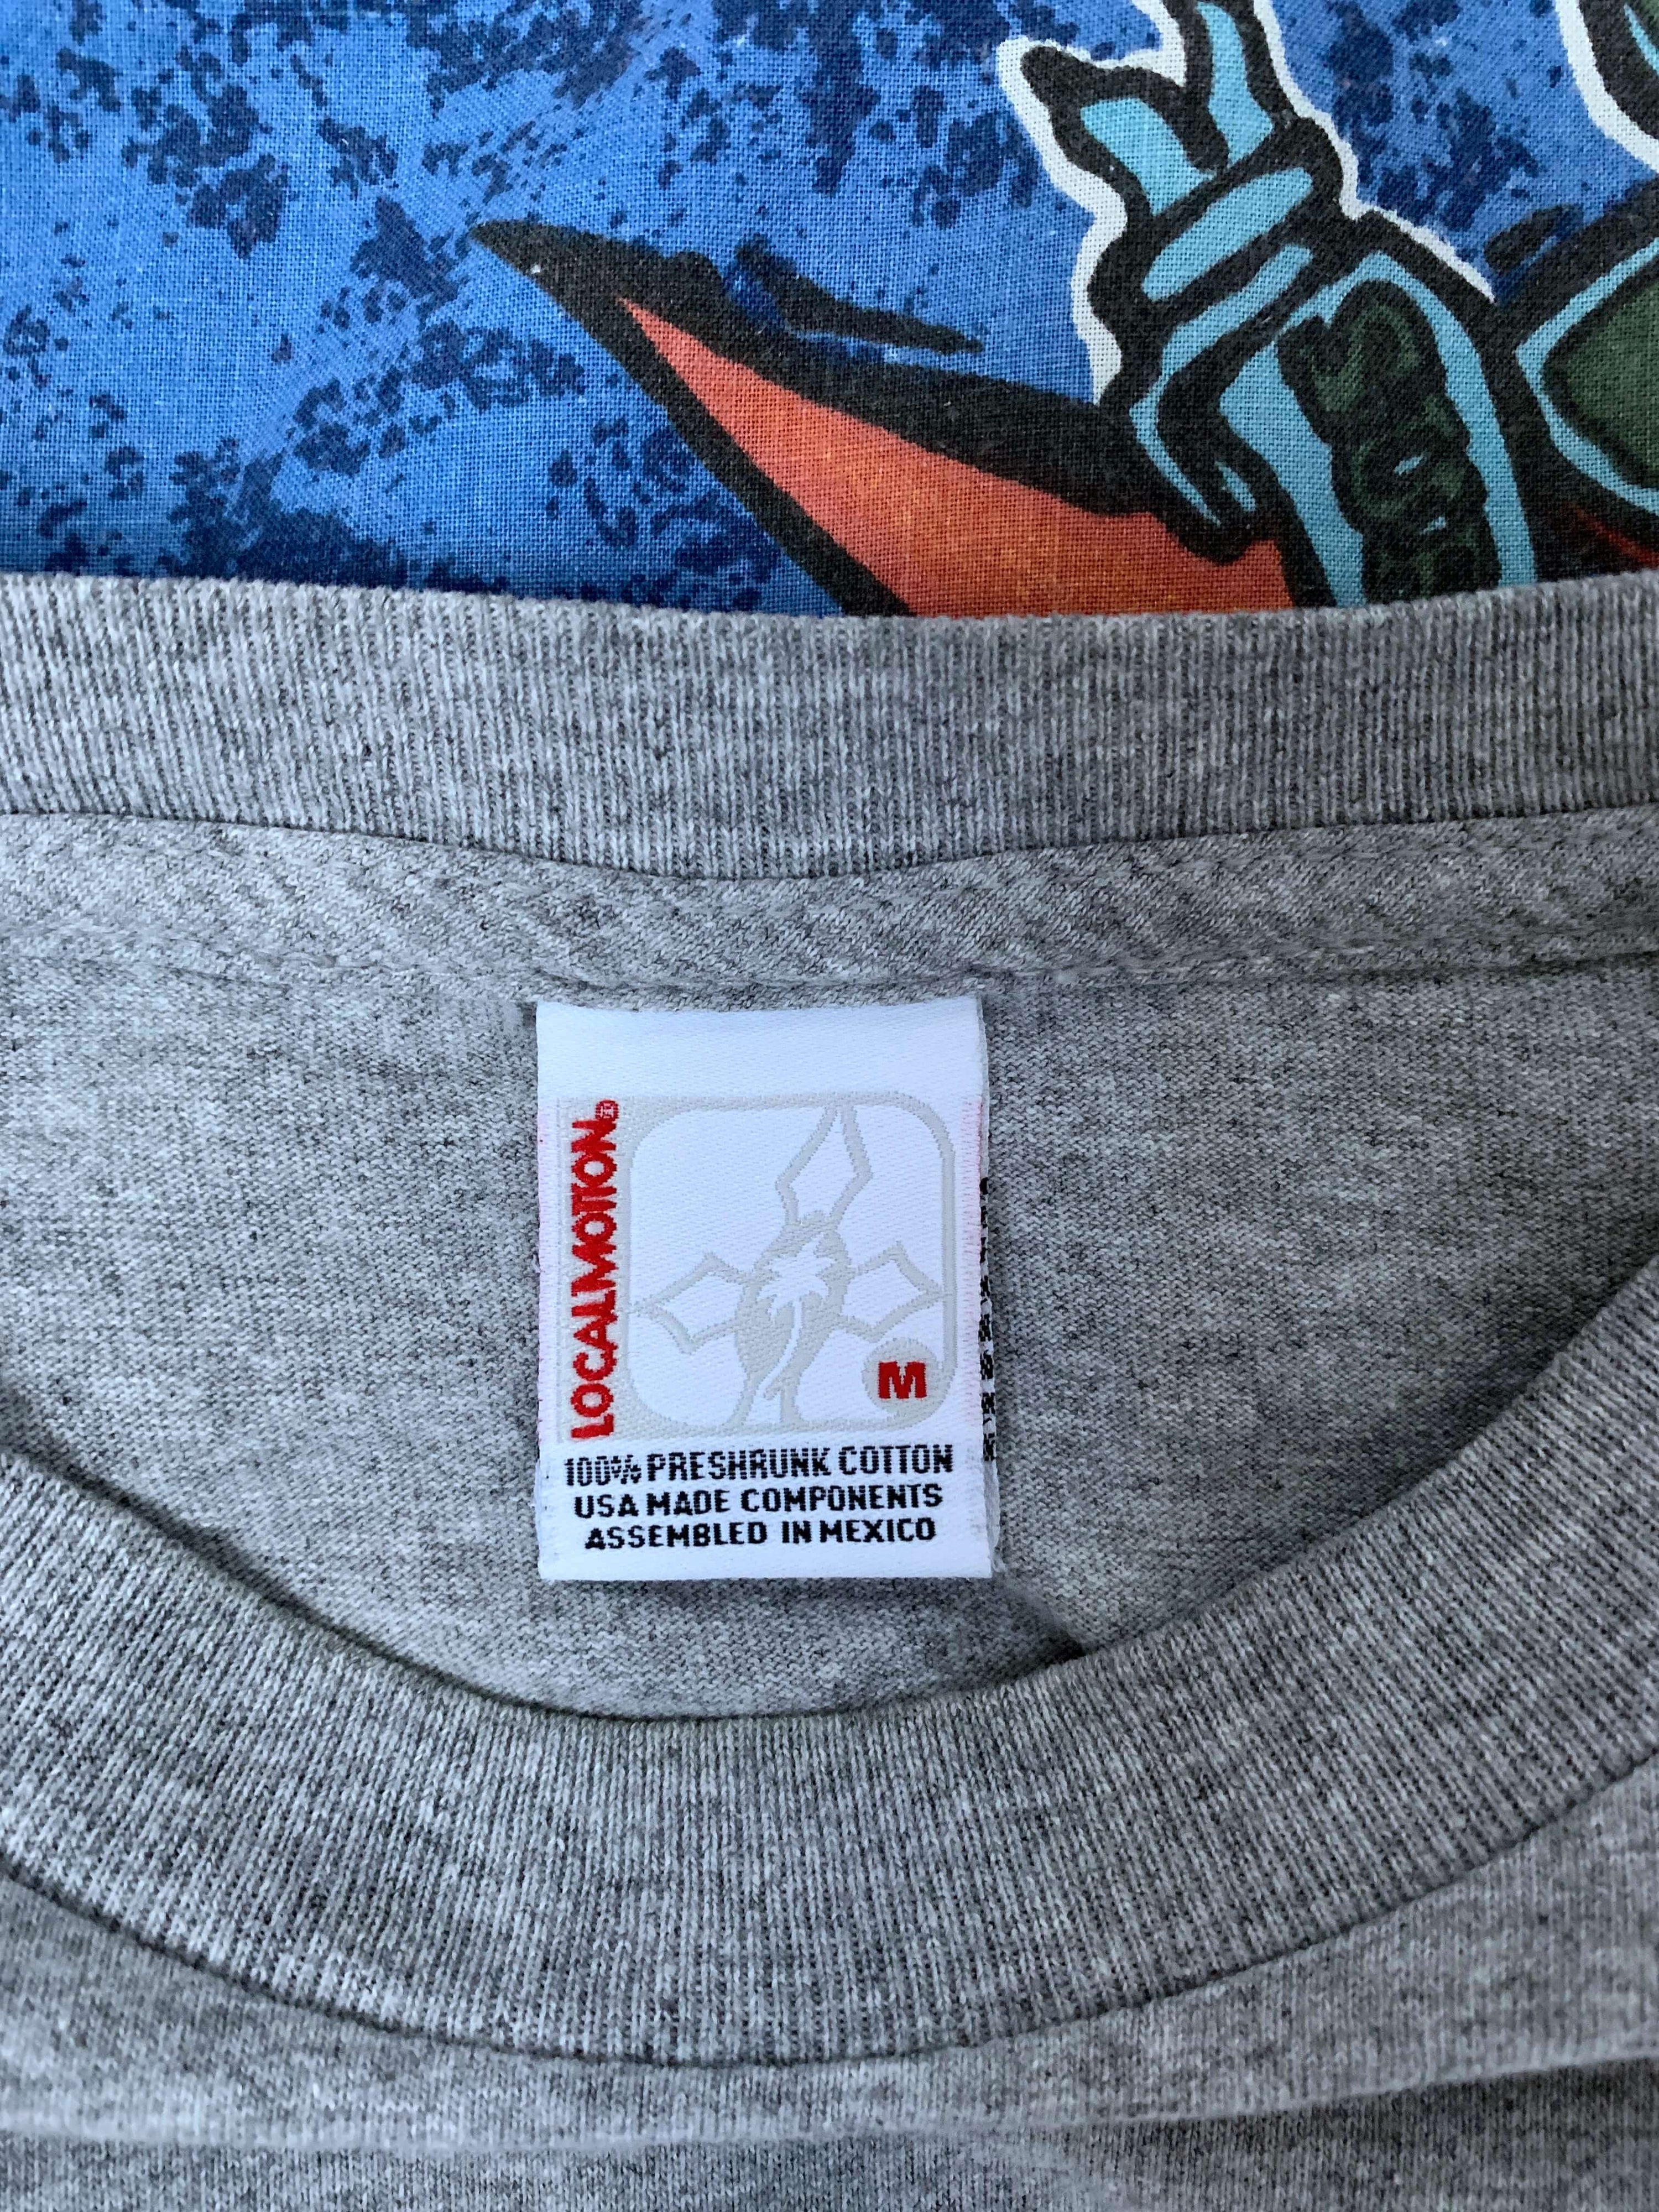 LOCALMOTION®
M
100% PRESHRUNK COTTON
USA MADE COMPONENTS
ASSEMBLED IN MEXICO